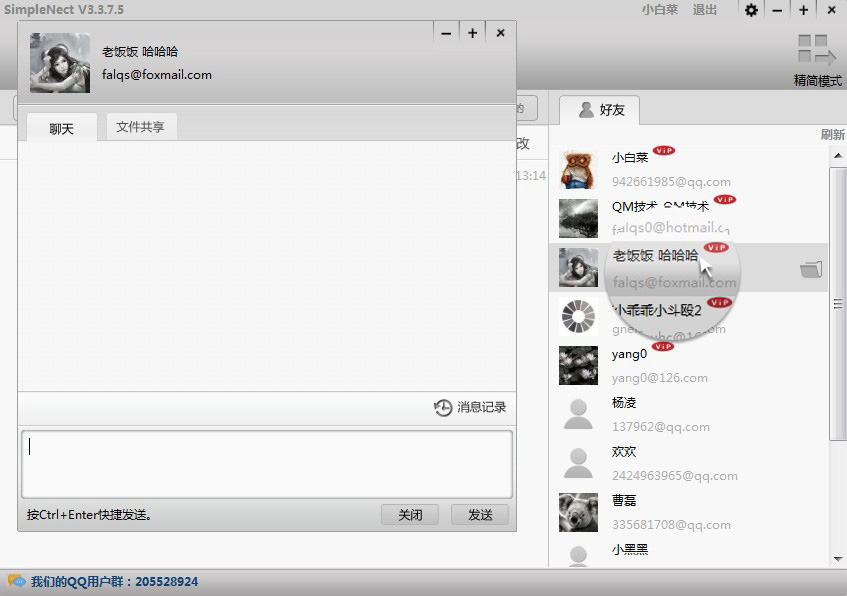 SimpleNect V3.3.7.5
小白菜 退出
老饭饭 哈哈哈
falqs@foxmail.com
精简模式
聊天
文件共享
的
改
13:14
好友
刷新
小白菜 VIP
942661985@qq.com
QM技术 QM技术 VIP
falqs0@hotmail.c
老饭饭 哈哈哈 VIP
falqs@foxmail.com
小乖乖小斗殴2 VIP
yang0 VIP
yang0@126.com
杨凌
137962@qq.com
欢欢
2424963965@qq.com
曹磊
335681708@qq.com
小黑黑
消息记录
按Ctrl+Enter快捷发送。
关闭
发送
我们的QQ用户群：205528924